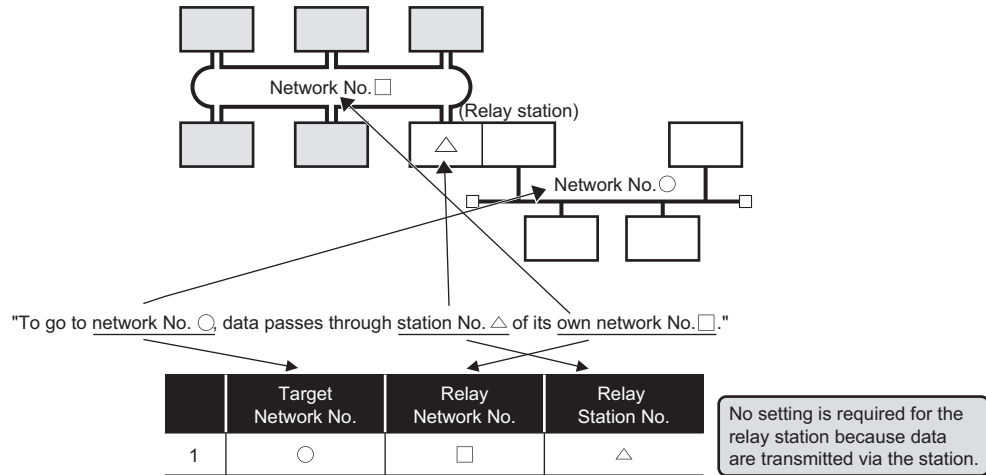 Network No. □
(Relay station)
△
Network No. ○
"To go to network No. ○, data passes through station No. △ of its own network No. □."
Target Network No.
Relay Network No.
Relay Station No.
1
○
□
△
No setting is required for the
relay station because data
are transmitted via the station.